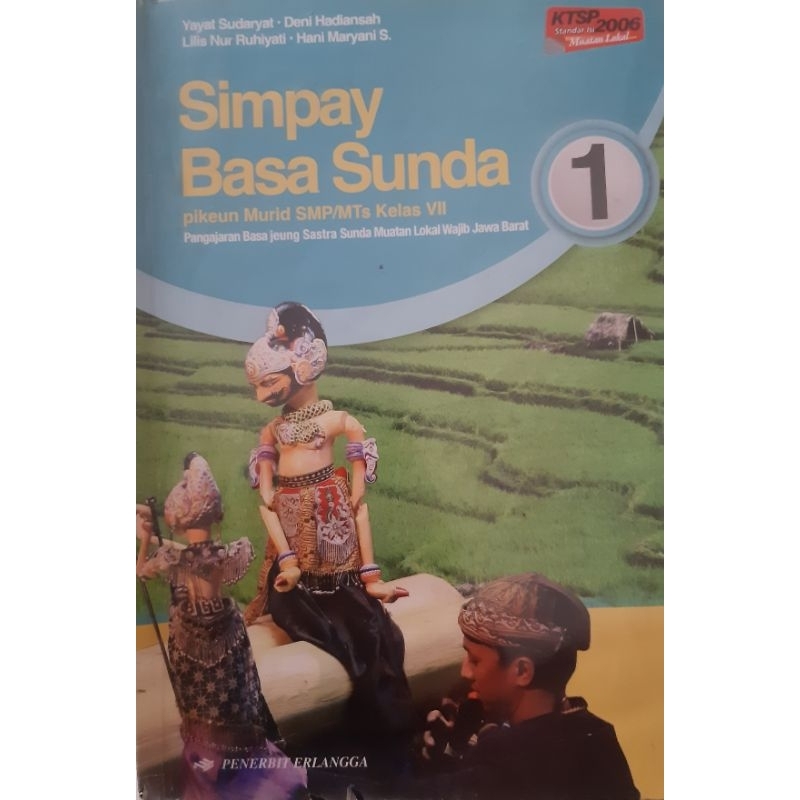 Yayat Sudaryat • Deni Hadiansah
Lilis Nur Ruhiyati • Hani Maryani S.
KTSP 2006
Standar Isi
Muatan Lokal
Simpay
Basa Sunda
1
pikeun Murid SMP/MTs Kelas VII
Pangajaran Basa jeung Sastra Sunda Muatan Lokal Wajib Jawa Barat
PENERBIT ERLANGGA